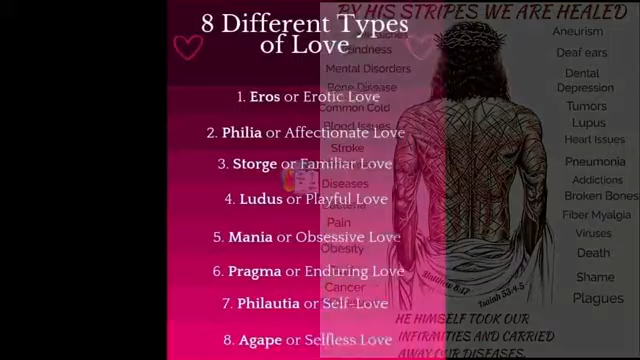 8 Different Types
of Love
1. Eros or Erotic Love
2. Philia or Affectionate Love
3. Storge or Familiar Love
4. Ludus or Playful Love
5. Mania or Obsessive Love
6. Pragma or Enduring Love
7. Philautia or Self-Love
8. Agape or Selfless Love
BY HIS STRIPES WE ARE HEALED
Blindness
Mental Disorders
Bone Disease
Common Cold
Blood Issues
Stroke
Diseases
Pain
Obesity
Cancer
Aneurism
Deaf ears
Dental
Depression
Tumors
Lupus
Heart Issues
Pneumonia
Addictions
Broken Bones
Fiber Myalgia
Viruses
Death
Shame
Plagues
Matthew 8:17
Isaiah 53:4-5
HE HIMSELF TOOK OUR
INFIRMITIES AND CARRIED
AWAY OUR DISEASES